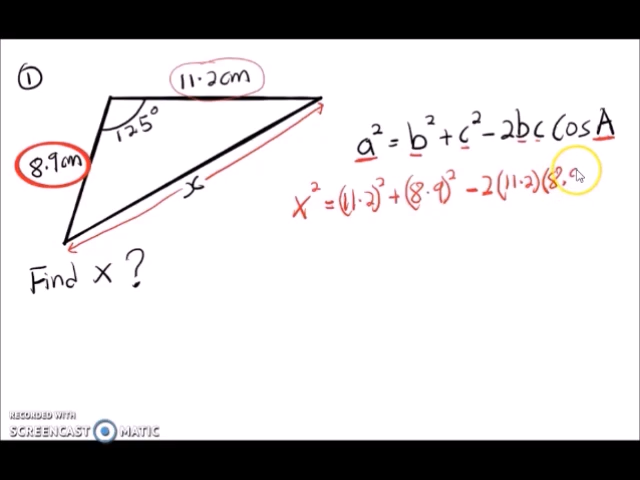 ①
11.2cm
125°
8.9cm
x
a² = b² + c² - 2bc Cos A
x² = (11.2)² + (8.9)² - 2(11.2)(8.9
Find x ?
RECORDED WITH
SCREENCAST MATIC